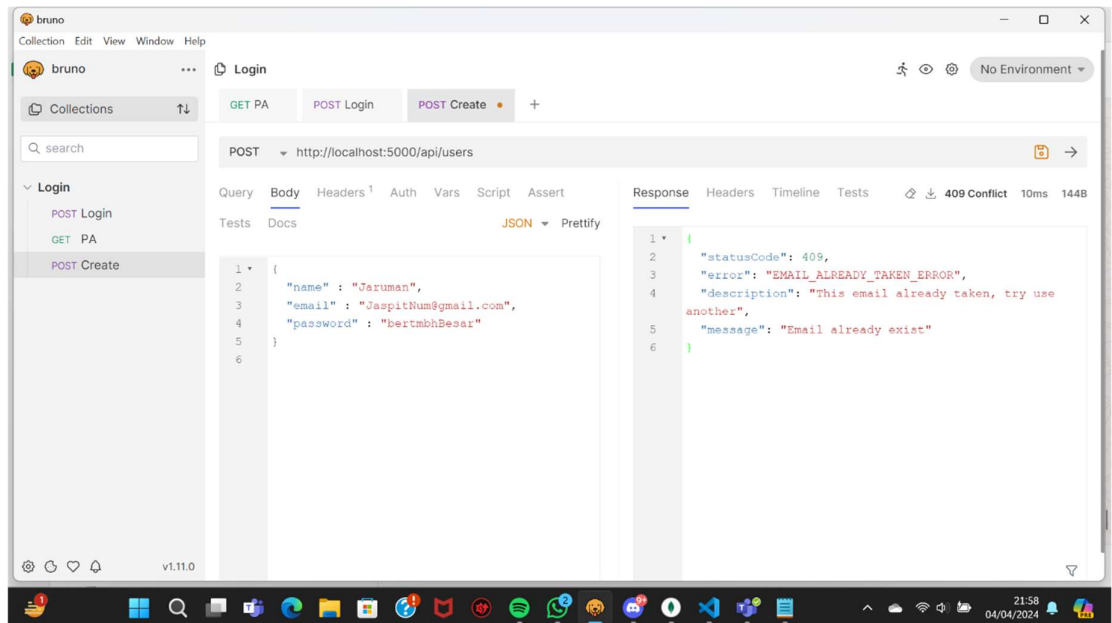 bruno
Collection Edit View Window Help
bruno
Login
No Environment
Collections
GET PA
POST Login
POST Create
search
POST
http://localhost:5000/api/users
Login
POST Login
GET PA
POST Create
Query Body Headers 1 Auth Vars Script Assert
Tests Docs
JSON
Prettify
Response Headers Timeline Tests
409 Conflict 10ms 144B
1 {
2 "name" : "Jaruman",
3 "email" : "JaspitNum@gmail.com",
4 "password" : "bertmbhBesar"
5 }
6
1 {
2 "statusCode": 409,
3 "error": "EMAIL_ALREADY_TAKEN_ERROR",
4 "description": "This email already taken, try use
another",
5 "message": "Email already exist"
6 }
v1.11.0
1
2
9+
21:58
04/04/2024
PRE